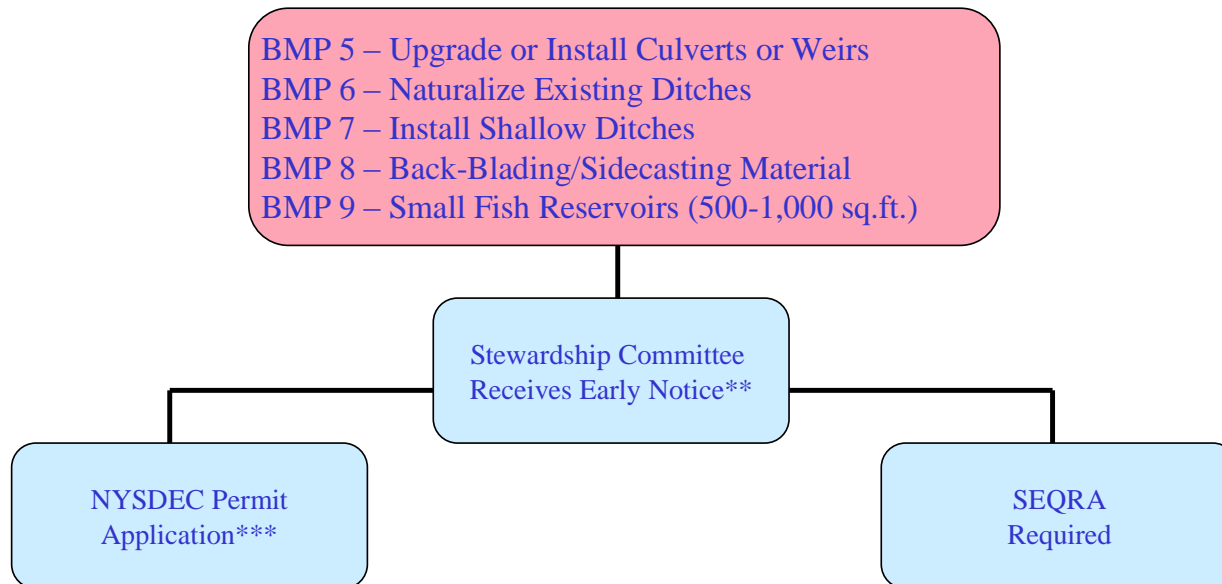 BMP 5 – Upgrade or Install Culverts or Weirs
BMP 6 – Naturalize Existing Ditches
BMP 7 – Install Shallow Ditches
BMP 8 – Back-Blading/Sidecasting Material
BMP 9 – Small Fish Reservoirs (500-1,000 sq.ft.)
Stewardship Committee
Receives Early Notice**
NYSDEC Permit
Application***
SEQRA
Required